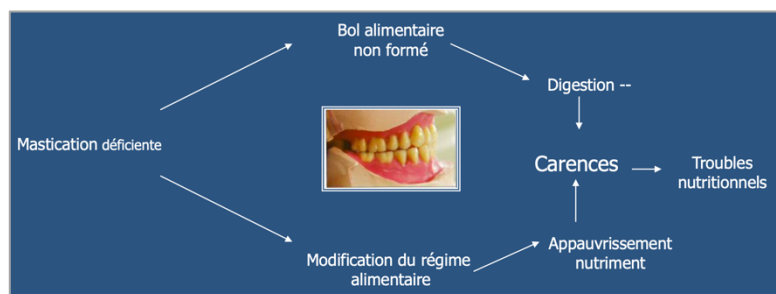 Bol alimentaire
non formé
Digestion --
Mastication déficiente
Carences
Troubles
nutritionnels
Modification du régime
alimentaire
Appauvrissement
nutriment